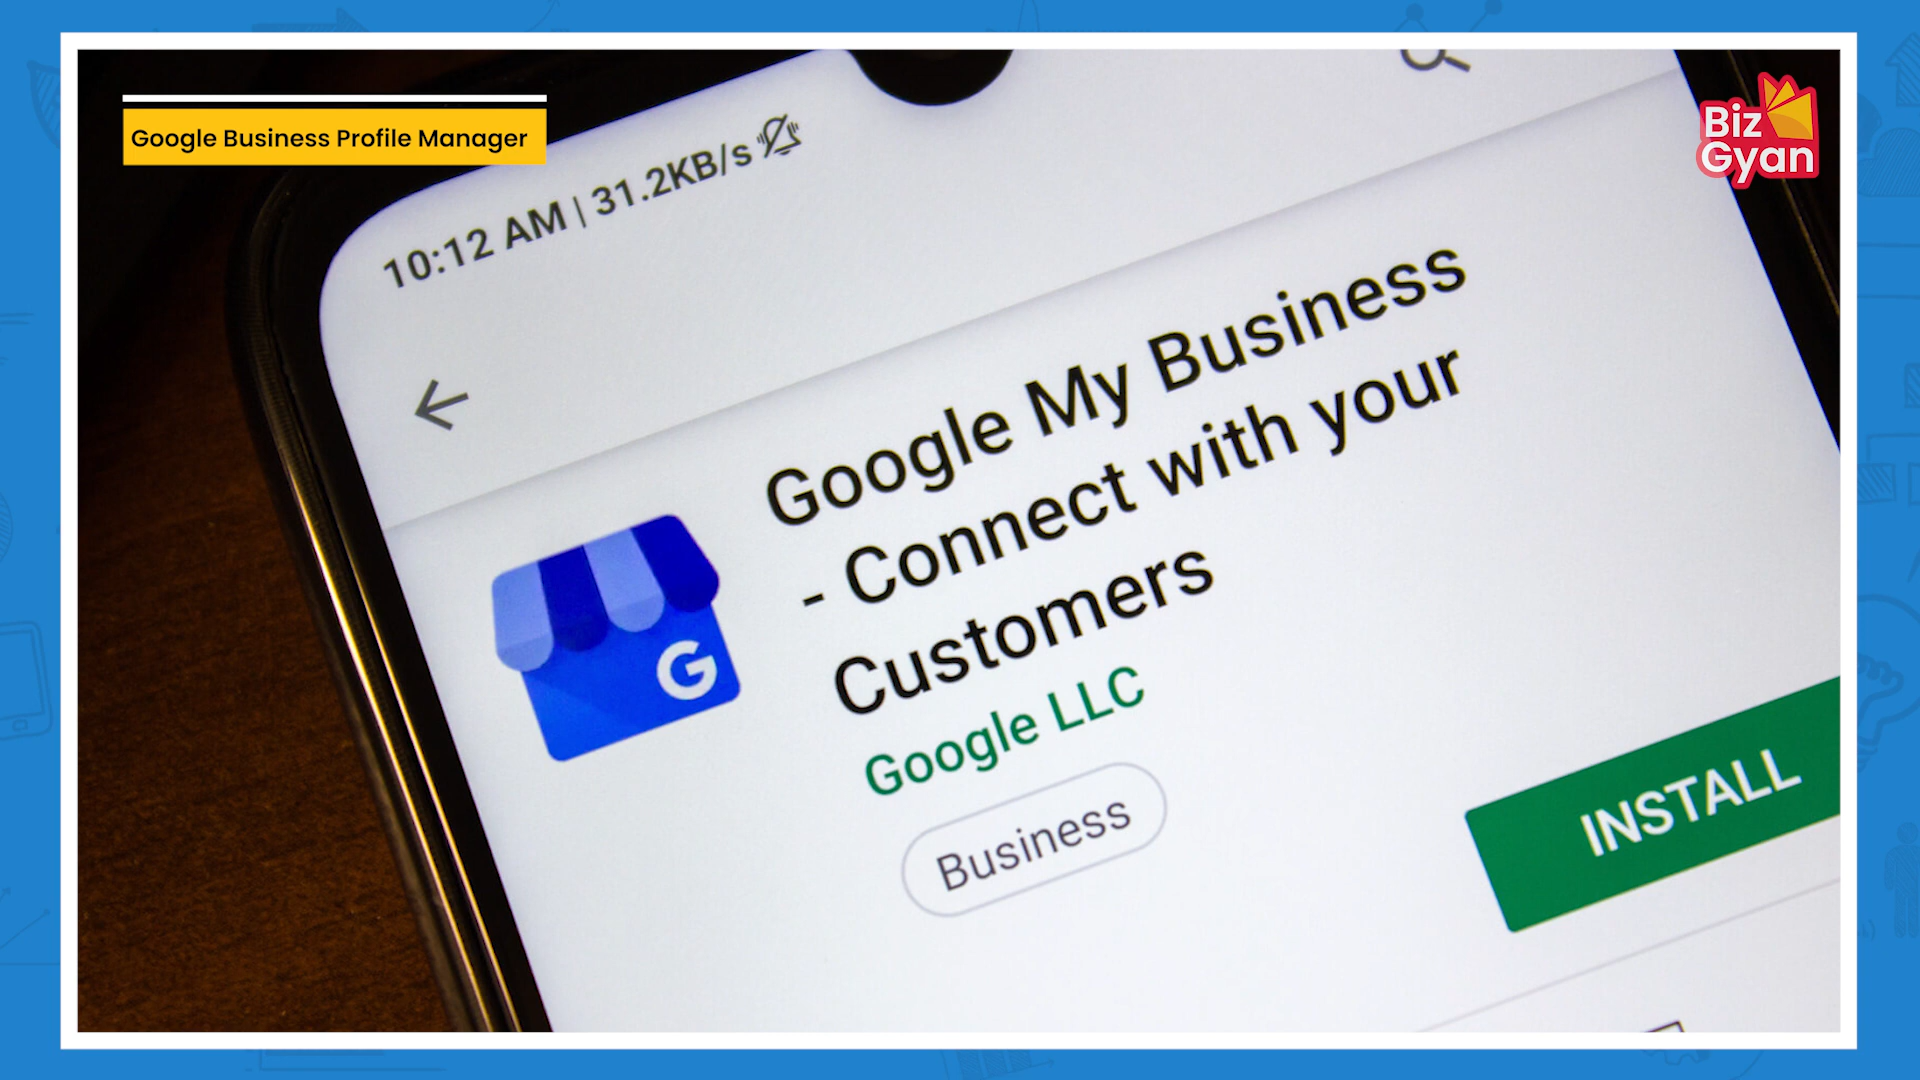 Google Business Profile Manager
Biz
Gyan
10:12 AM | 31.2KB/s
Google My Business
- Connect with your
Customers
G
Google LLC
Business
INSTALL